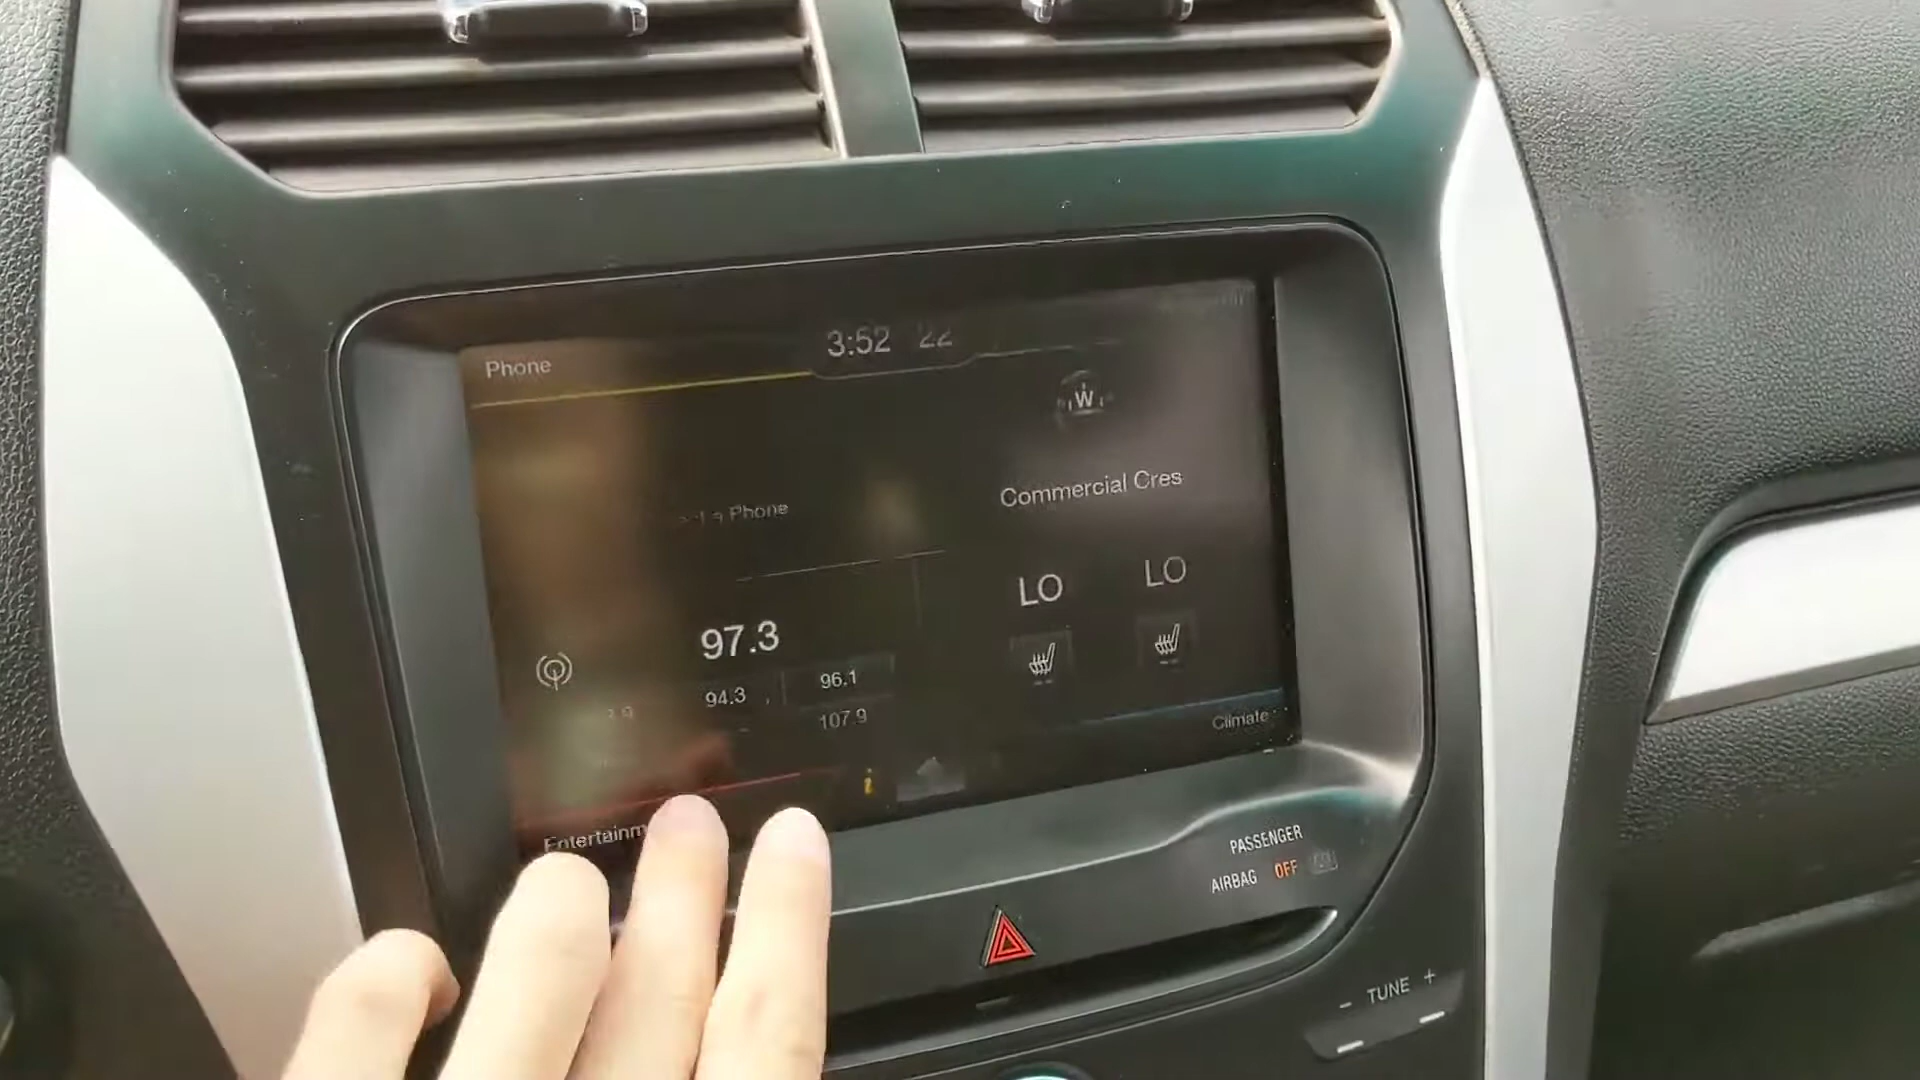 Phone
3:52 22
W
a Phone
Commercial Cres
LO LO
97.3
94.3 96.1
107.9
Climate
i
Entertainm
PASSENGER
AIRBAG OFF
- TUNE +